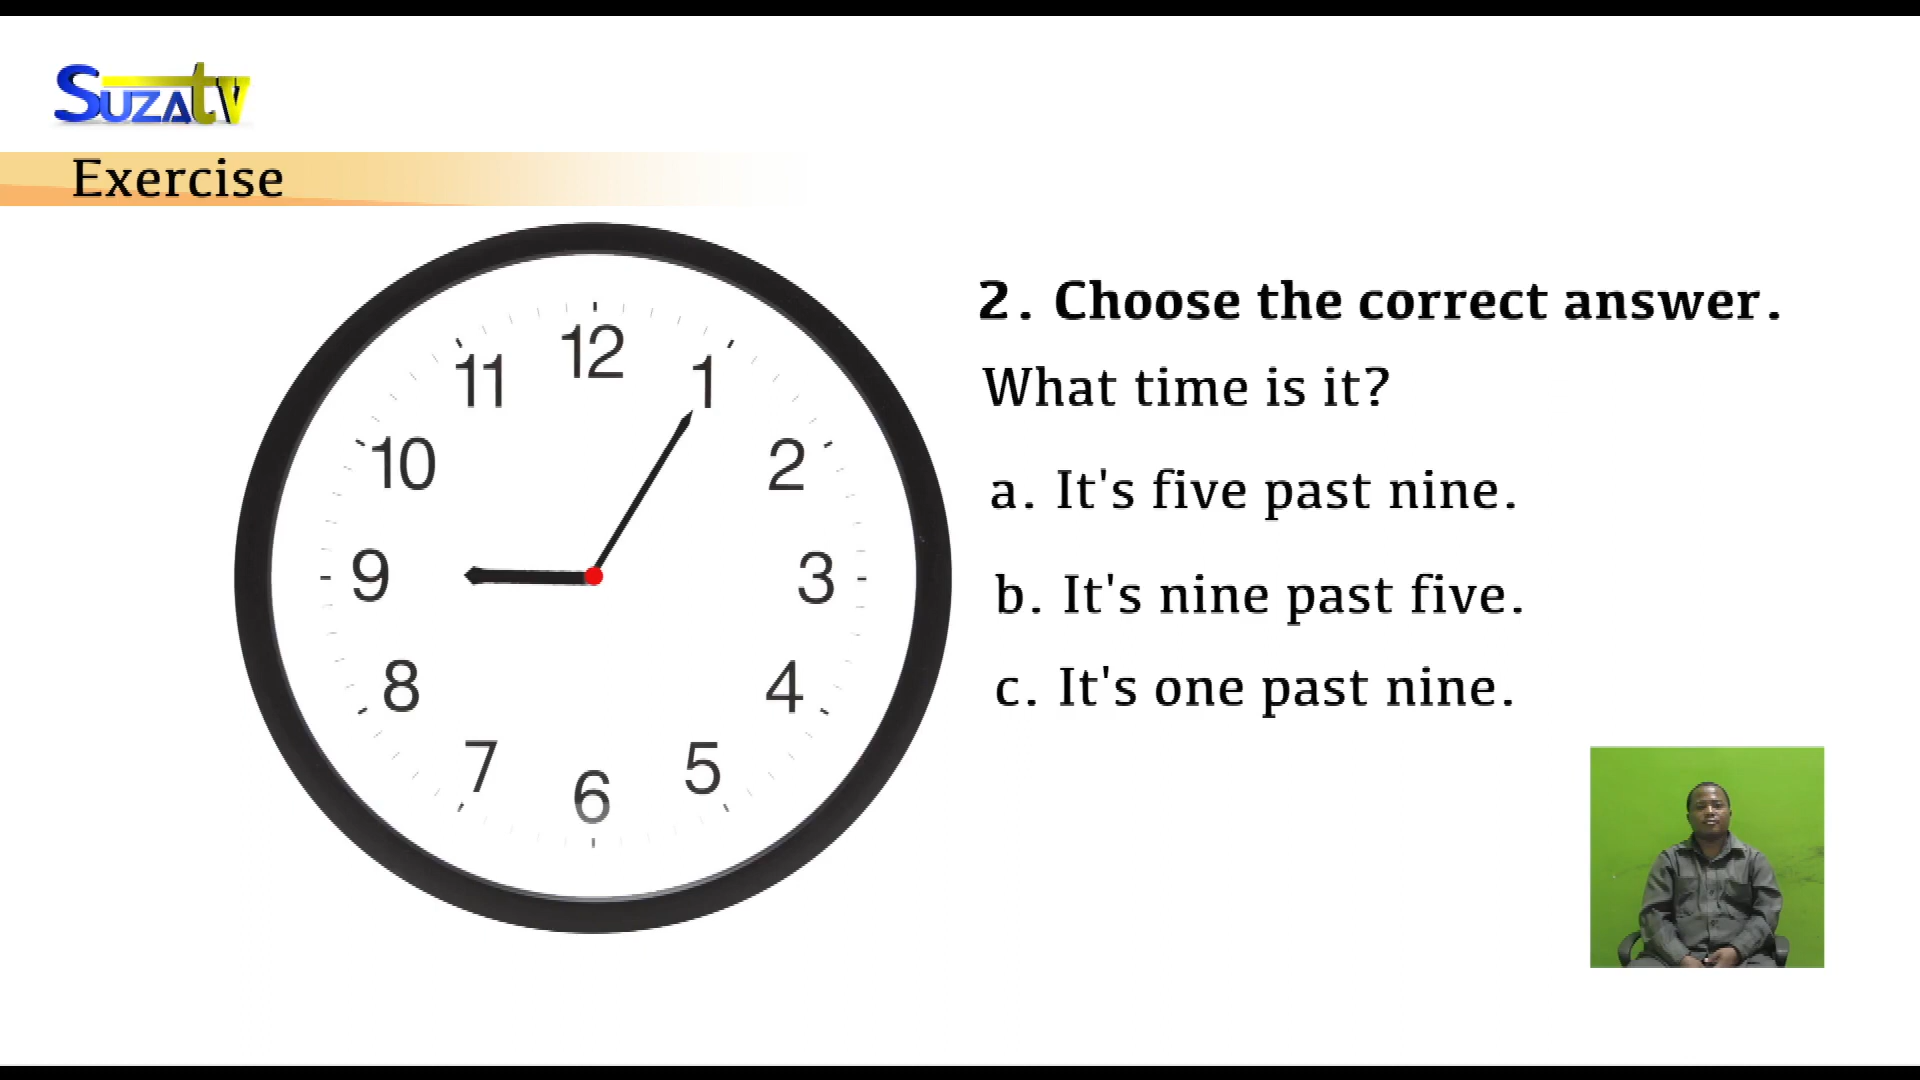 SUZAtv
Exercise
12
11
1
10
2
9
3
8
4
7
5
6
2. Choose the correct answer.
What time is it?
a. It's five past nine.
b. It's nine past five.
c. It's one past nine.